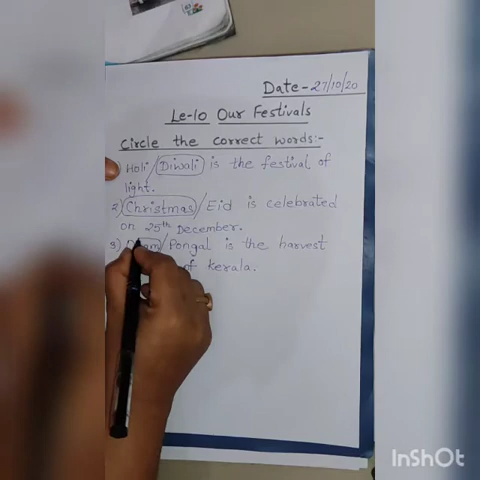 Date-27/10/20
Le-10 Our Festivals
Circle the correct words:-
Holi/Diwali is the festival of
light.
2) Christmas/Eid is celebrated
on 25th December.
3) /Pongal is the harvest
of kerala.
InShOt